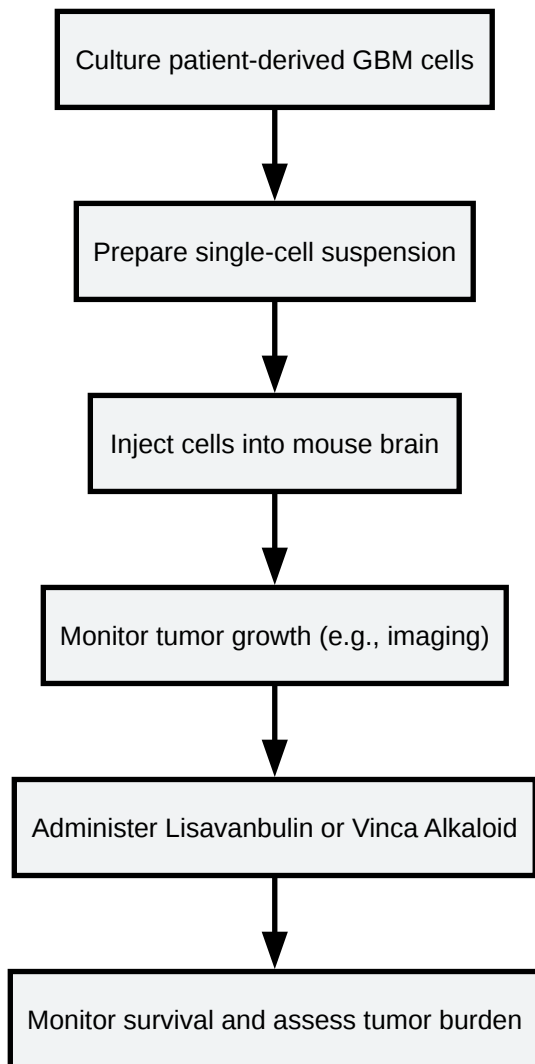 Culture patient-derived GBM cells
Prepare single-cell suspension
Inject cells into mouse brain
Monitor tumor growth (e.g., imaging)
Administer Lisavanbulin or Vinca Alkaloid
Monitor survival and assess tumor burden